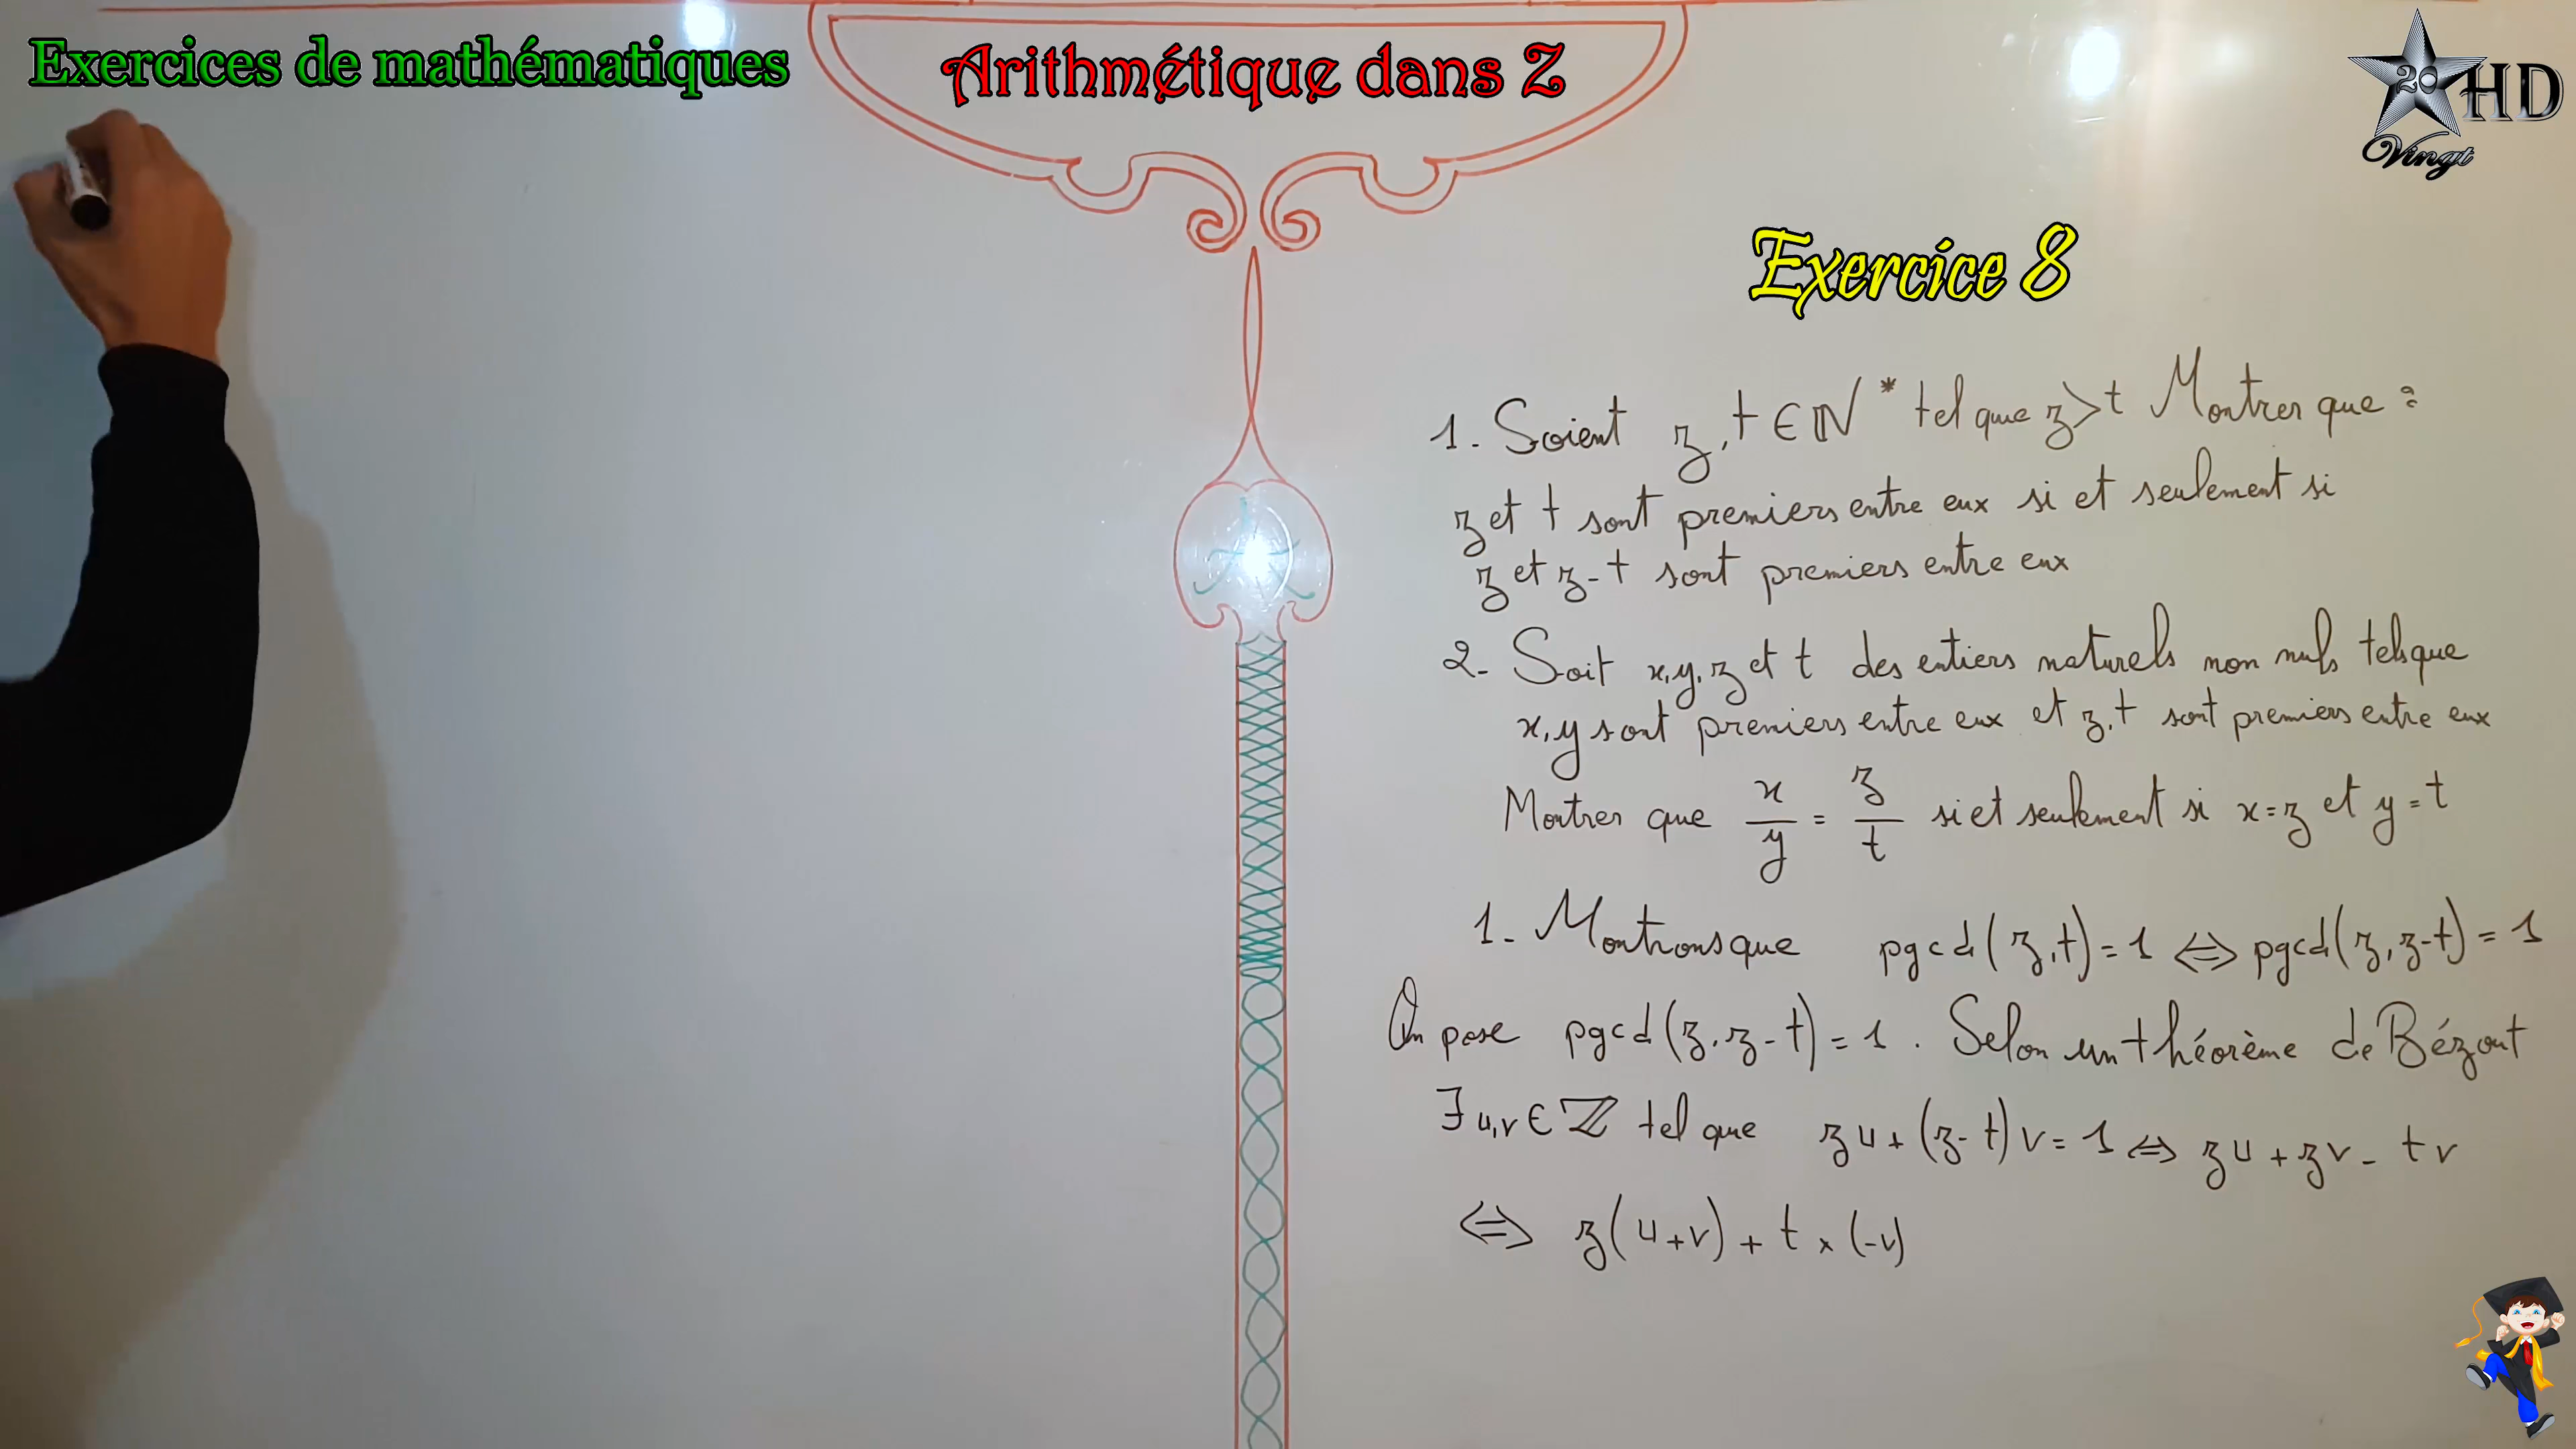 Exercices de mathématiques
Arithmétique dans Z
20 HD
Vingt
Exercice 8
1. Soient z, t ∈ ℕ* tel que z > t Montrer que :
z et t sont premiers entre eux si et seulement si
z et z - t sont premiers entre eux
2- Soit x, y, z et t des entiers naturels non nuls tels que
x, y sont premiers entre eux et z, t sont premiers entre eux
Montrer que x/y = z/t si et seulement si x = z et y = t
1- Montrons que pgcd(z, t) = 1 ⇔ pgcd(z, z - t) = 1
On pose pgcd(z, z - t) = 1 . Selon un théorème de Bézout
∃ u, v ∈ ℤ tel que zu + (z - t)v = 1 ⇔ zu + zv - tv
⇔ z(u + v) + t × (-v)